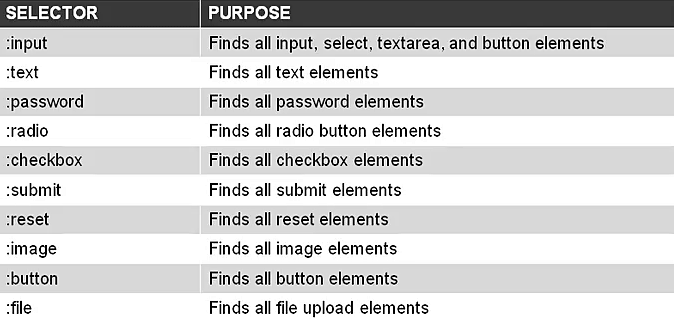 SELECTOR PURPOSE
:input Finds all input, select, textarea, and button elements
:text Finds all text elements
:password Finds all password elements
:radio Finds all radio button elements
:checkbox Finds all checkbox elements
:submit Finds all submit elements
:reset Finds all reset elements
:image Finds all image elements
:button Finds all button elements
:file Finds all file upload elements